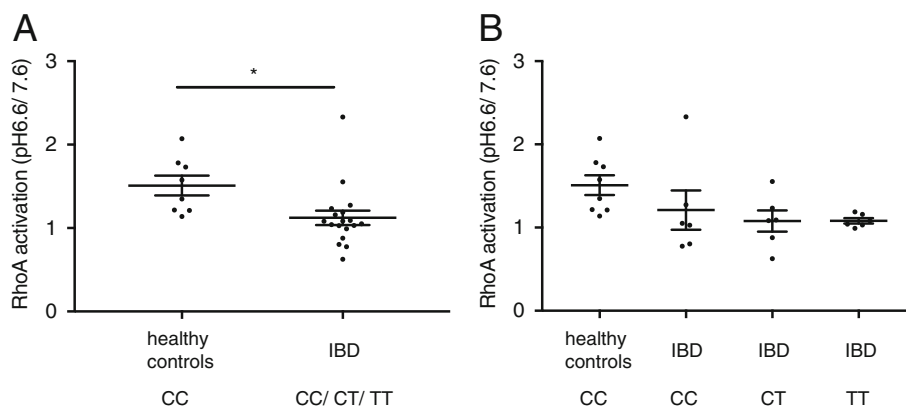 A
RhoA activation (pH6.6/ 7.6)
3
2
1
0
*
healthy
controls
IBD
CC
CC/ CT/ TT
B
RhoA activation (pH6.6/ 7.6)
3
2
1
0
healthy
controls
IBD
IBD
IBD
CC
CC
CT
TT